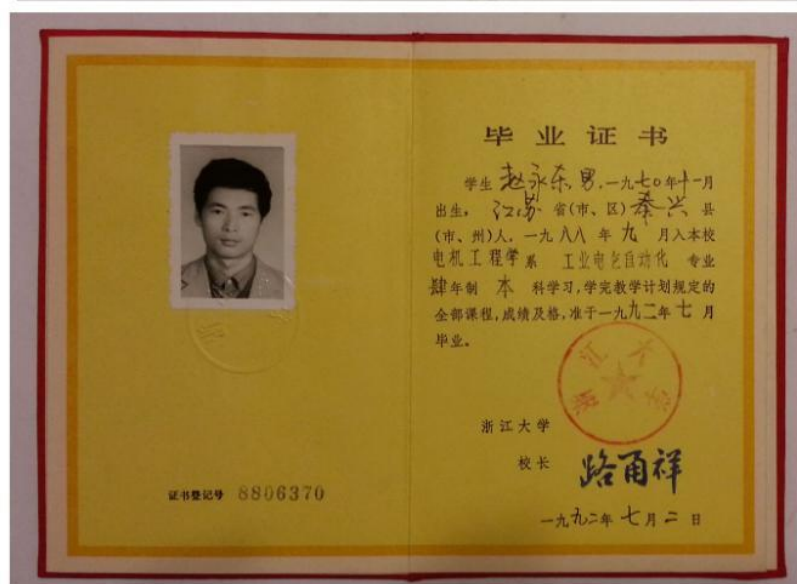 证书登记号 8806370
毕业证书
学生 赵永东 男,一九七〇年十一月
出生, 江苏 省(市、区) 泰兴 县
(市、州)人, 一九八八年九月入本校
电机工程学系 工业电气自动化 专业
肆年制 本 科学习,学完教学计划规定的
全部课程,成绩及格,准于一九九二年七月
毕业。
浙江大学
浙江大学
校长 路甬祥
一九九二年七月二日